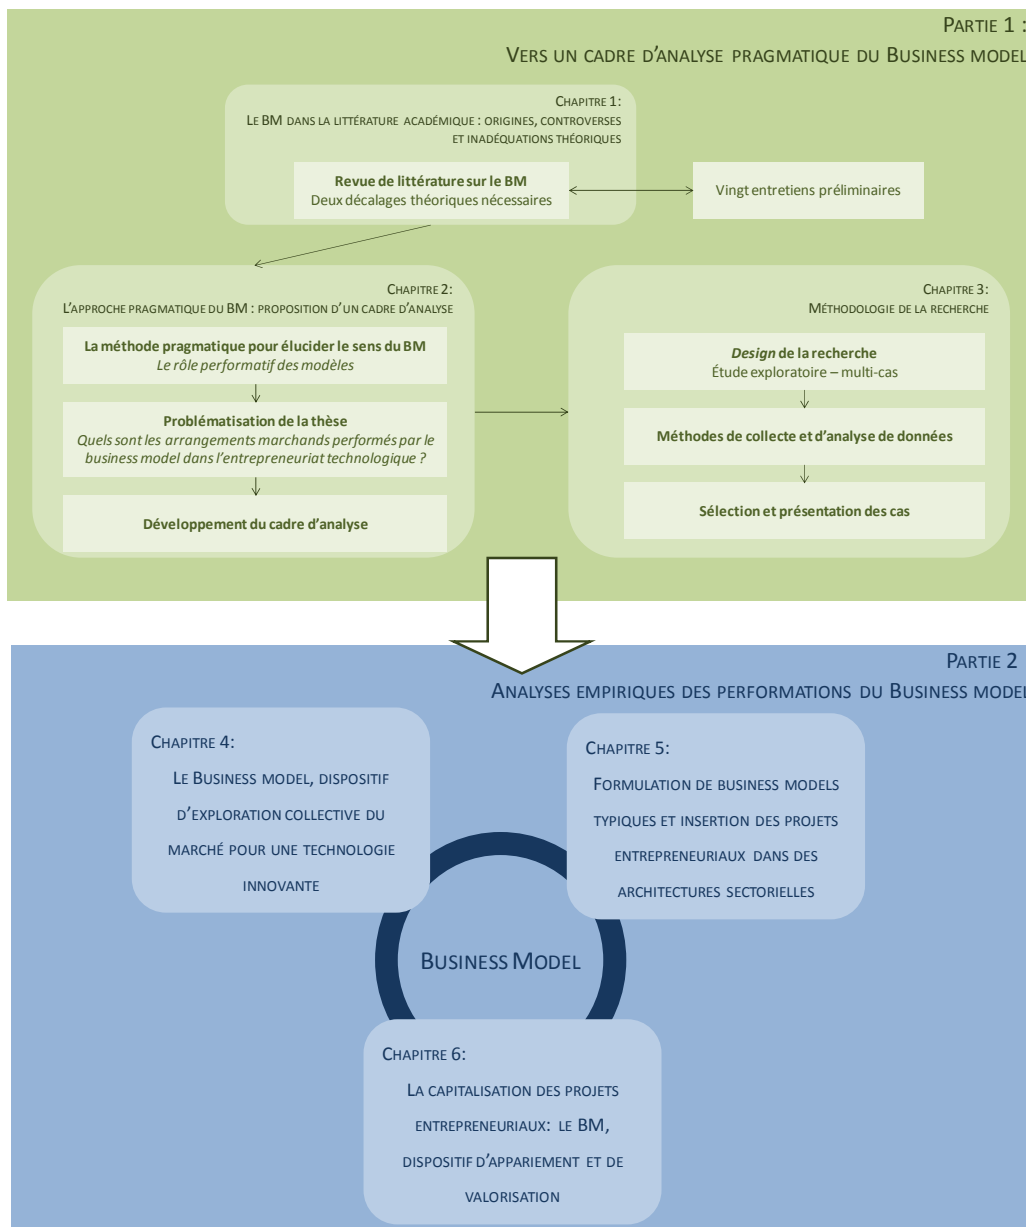 PARTIE 1 :
VERS UN CADRE D'ANALYSE PRAGMATIQUE DU BUSINESS MODEL
CHAPITRE 1:
LE BM DANS LA LITTÉRATURE ACADÉMIQUE : ORIGINES, CONTROVERSES
ET INADÉQUATIONS THÉORIQUES
Revue de littérature sur le BM
Deux décalages théoriques nécessaires
Vingt entretiens préliminaires
CHAPITRE 2:
L'APPROCHE PRAGMATIQUE DU BM : PROPOSITION D'UN CADRE D'ANALYSE
La méthode pragmatique pour élucider le sens du BM
Le rôle performatif des modèles
Problématisation de la thèse
Quels sont les arrangements marchands performés par le
business model dans l'entrepreneuriat technologique ?
Développement du cadre d'analyse
CHAPITRE 3:
MÉTHODOLOGIE DE LA RECHERCHE
Design de la recherche
Étude exploratoire – multi-cas
Méthodes de collecte et d'analyse de données
Sélection et présentation des cas
PARTIE 2
ANALYSES EMPIRIQUES DES PERFORMATIONS DU BUSINESS MODEL
CHAPITRE 4:
LE BUSINESS MODEL, DISPOSITIF
D'EXPLORATION COLLECTIVE DU
MARCHÉ POUR UNE TECHNOLOGIE
INNOVANTE
CHAPITRE 5:
FORMULATION DE BUSINESS MODELS
TYPIQUES ET INSERTION DES PROJETS
ENTREPRENEURIAUX DANS DES
ARCHITECTURES SECTORIELLES
BUSINESS MODEL
CHAPITRE 6:
LA CAPITALISATION DES PROJETS
ENTREPRENEURIAUX: LE BM,
DISPOSITIF D'APPARIEMENT ET DE
VALORISATION